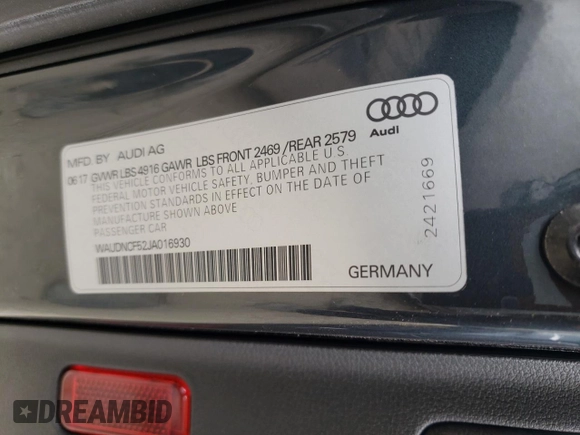 MFD. BY AUDI AG
06 17 GVWR LBS 4916 GAWR LBS FRONT 2469 /REAR 2579
THIS VEHICLE CONFORMS TO ALL APPLICABLE U S
FEDERAL MOTOR VEHICLE SAFETY, BUMPER AND THEFT
PREVENTION STANDARDS IN EFFECT ON THE DATE OF
MANUFACTURE SHOWN ABOVE
PASSENGER CAR
WAUDNCF52JA016930
Audi
2421669
GERMANY
DREAMBID